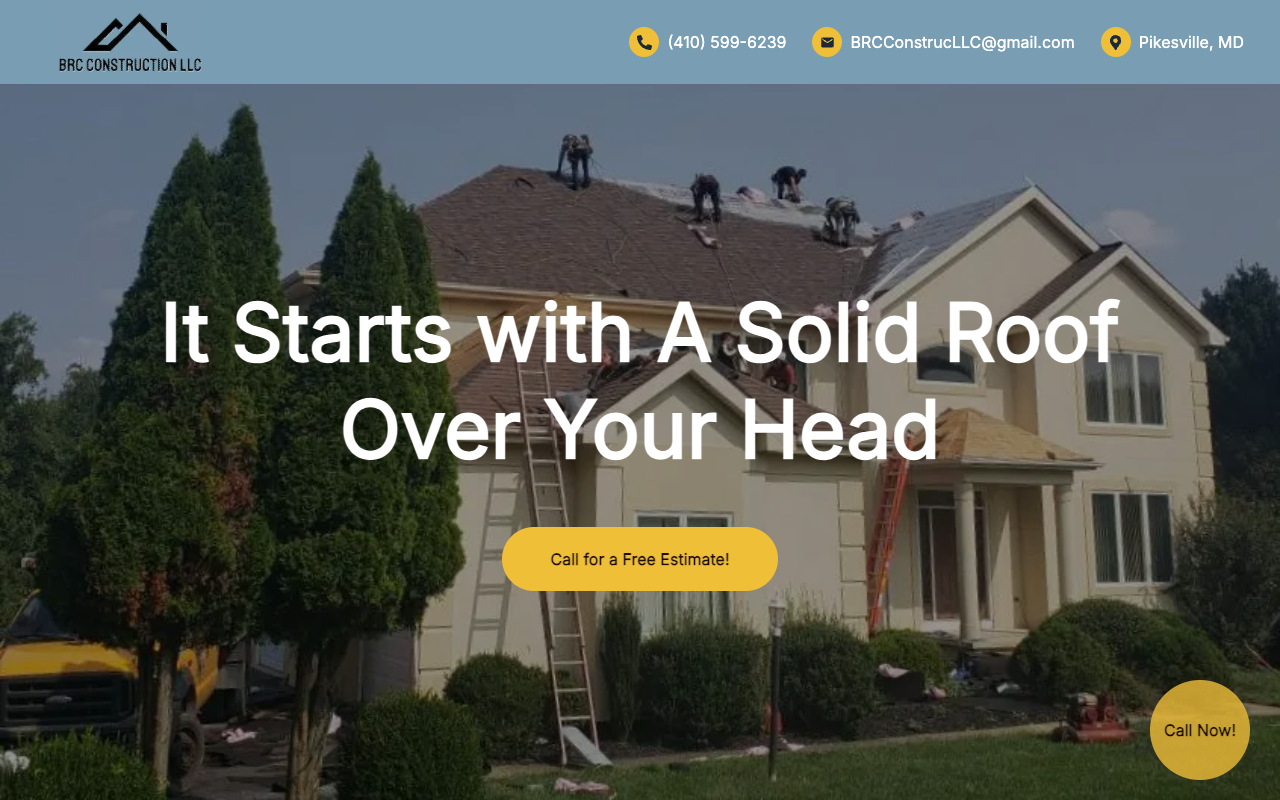 BRC CONSTRUCTION LLC
(410) 599-6239
BRCConstrucLLC@gmail.com
Pikesville, MD
It Starts with A Solid Roof
Over Your Head
Call for a Free Estimate!
Call Now!